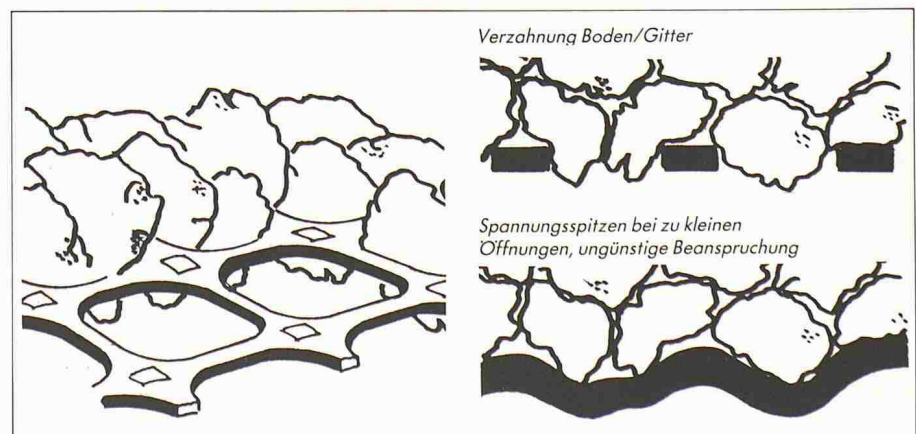 Verzahnung Boden/Gitter
Spannungsspitzen bei zu kleinen
Öffnungen, ungünstige Beanspruchung